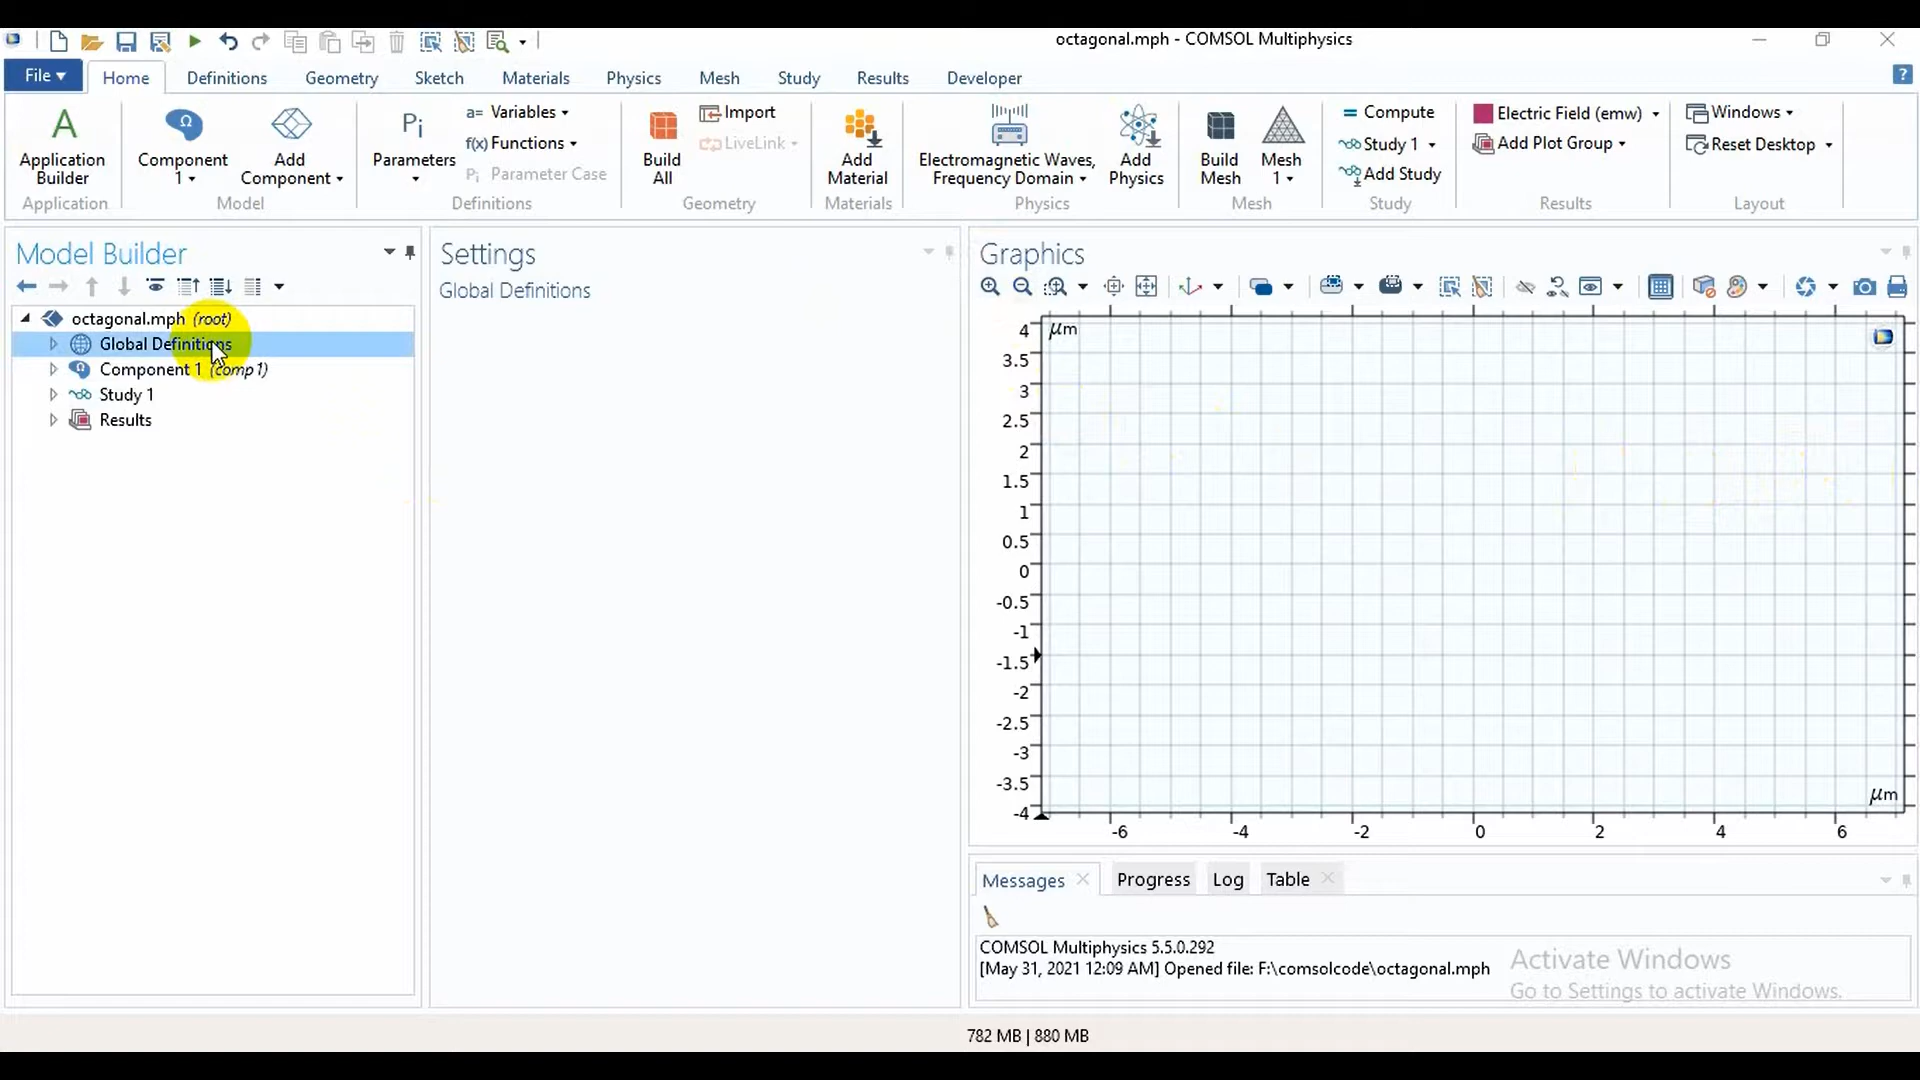 octagonal.mph - COMSOL Multiphysics
File
Home
Definitions
Geometry
Sketch
Materials
Physics
Mesh
Study
Results
Developer
Application Builder
Application
Component 1
Add Component
Model
Pi
Parameters
a= Variables
f(x) Functions
Pi Parameter Case
Definitions
Build All
Import
LiveLink
Geometry
Add Material
Materials
Electromagnetic Waves, Frequency Domain
Add Physics
Physics
Build Mesh
Mesh 1
Mesh
= Compute
Study 1
Add Study
Study
Electric Field (emw)
Add Plot Group
Results
Windows
Reset Desktop
Layout
Model Builder
octagonal.mph (root)
Global Definitions
Component 1 (comp1)
Study 1
Results
Settings
Global Definitions
Graphics
4
μm
3.5
3
2.5
2
1.5
1
0.5
0
-0.5
-1
-1.5
-2
-2.5
-3
-3.5
-4
μm
-6
-4
-2
0
2
4
6
Messages
Progress
Log
Table
COMSOL Multiphysics 5.5.0.292
[May 31, 2021 12:09 AM] Opened file: F:\comsolcode\octagonal.mph
Activate Windows
Go to Settings to activate Windows.
782 MB | 880 MB